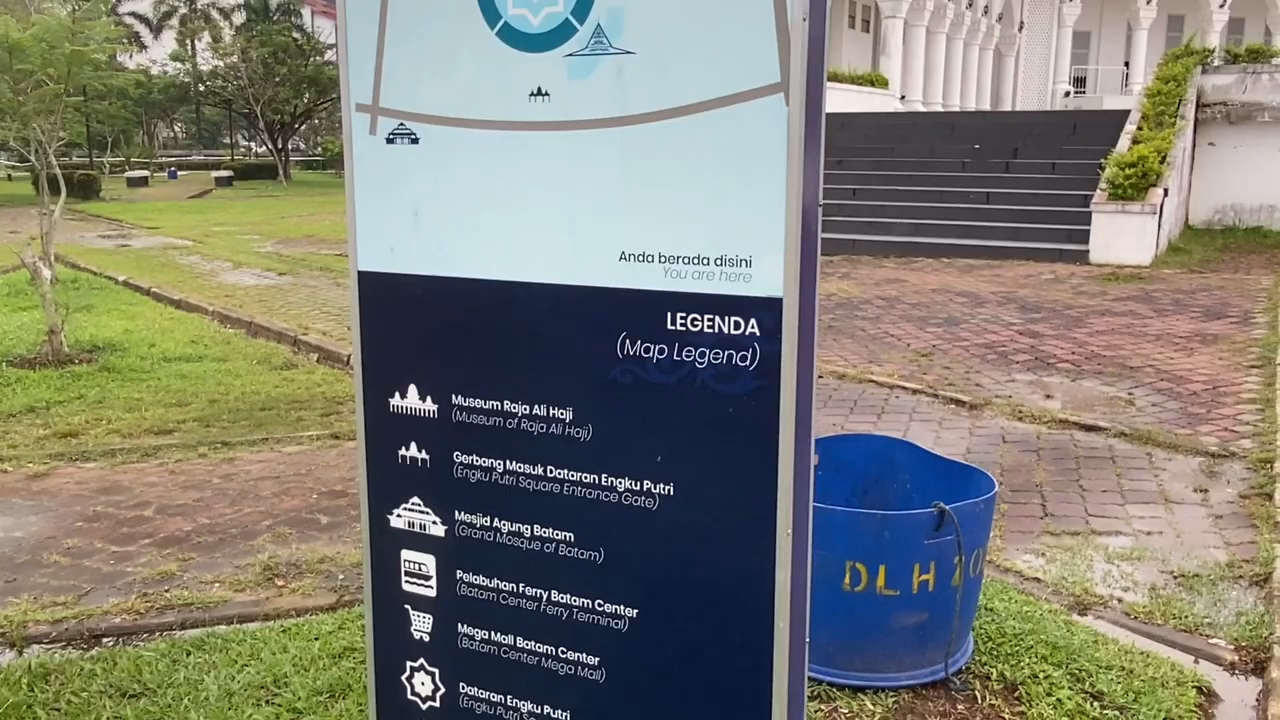 Anda berada disini
You are here
LEGENDA
(Map Legend)
Museum Raja Ali Haji
(Museum of Raja Ali Haji)
Gerbang Masuk Dataran Engku Putri
(Engku Putri Square Entrance Gate)
Mesjid Agung Batam
(Grand Mosque of Batam)
Pelabuhan Ferry Batam Center
(Batam Center Ferry Terminal)
Mega Mall Batam Center
(Batam Center Mega Mall)
Dataran Engku Putri
(Engku Putri
DLH